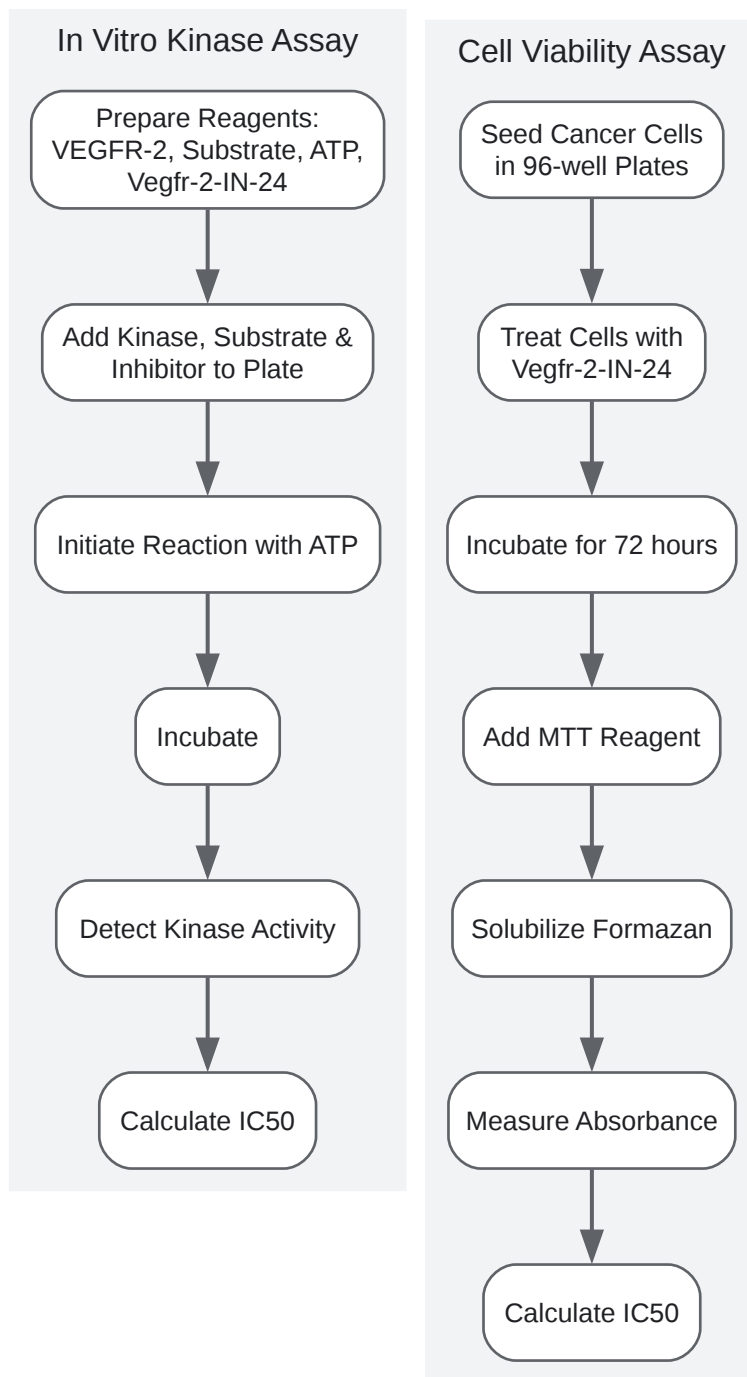 In Vitro Kinase Assay
Prepare Reagents:
VEGFR-2, Substrate, ATP,
Vegfr-2-IN-24
Add Kinase, Substrate &
Inhibitor to Plate
Initiate Reaction with ATP
Incubate
Detect Kinase Activity
Calculate IC50
Cell Viability Assay
Seed Cancer Cells
in 96-well Plates
Treat Cells with
Vegfr-2-IN-24
Incubate for 72 hours
Add MTT Reagent
Solubilize Formazan
Measure Absorbance
Calculate IC50